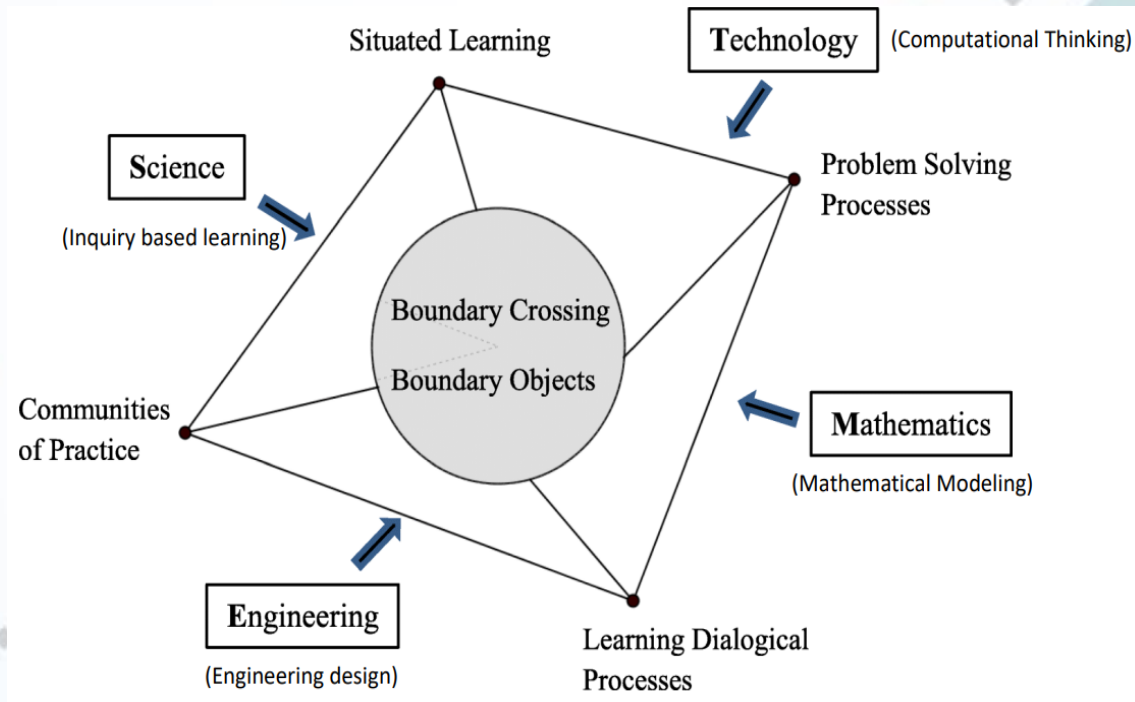 Situated Learning
Technology
(Computational Thinking)
Science
(Inquiry based learning)
Problem Solving
Processes
Boundary Crossing
Boundary Objects
Communities
of Practice
Mathematics
(Mathematical Modeling)
Engineering
(Engineering design)
Learning Dialogical
Processes